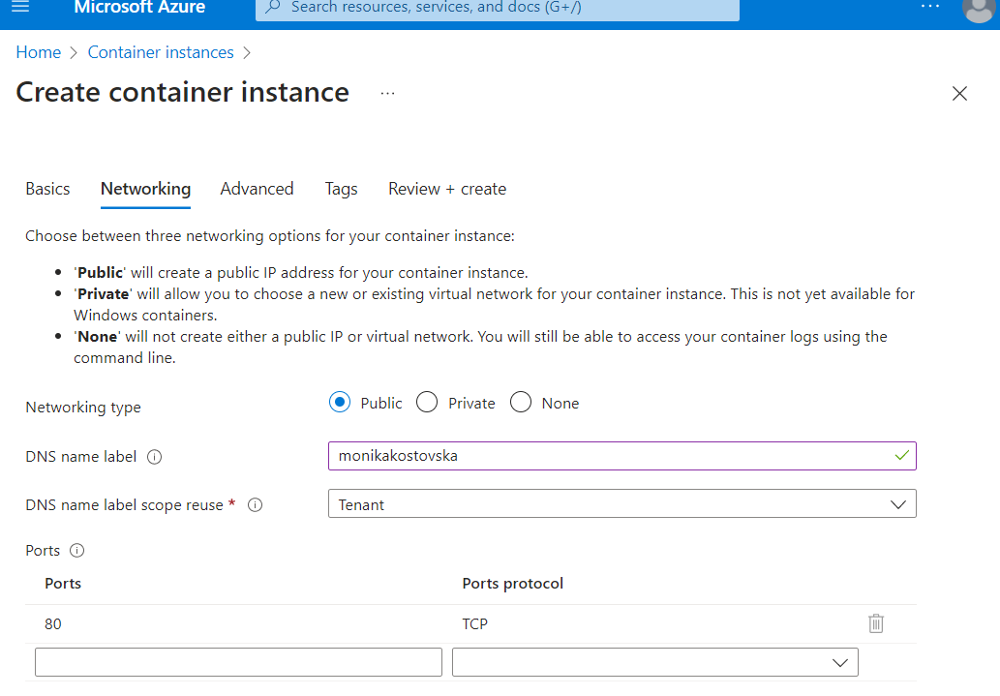 Microsoft Azure
Search resources, services, and docs (G+/)
...
Home > Container instances >
Create container instance ...
Basics Networking Advanced Tags Review + create
Choose between three networking options for your container instance:
• 'Public' will create a public IP address for your container instance.
• 'Private' will allow you to choose a new or existing virtual network for your container instance. This is not yet available for
Windows containers.
• 'None' will not create either a public IP or virtual network. You will still be able to access your container logs using the
command line.
Networking type Public Private None
DNS name label monikakostovska
DNS name label scope reuse * Tenant
Ports
Ports Ports protocol
80 TCP